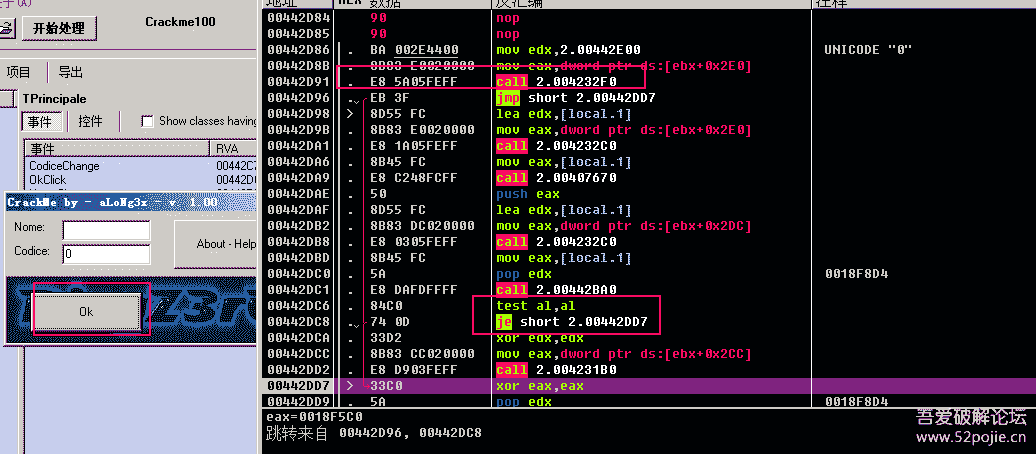 Crackme100
开始处理
项目 导出
TPrincipale
事件 控件 Show classes having
事件 RVA
CodiceChange 00442C7
OkClick
CrackMe by - aLoNg3x - v 1.00
Nome:
Codice: 0
About - Help
Ok
地址 HEX 数据 反汇编 注释
00442D84 90 nop
00442D85 90 nop
00442D86 . BA 002E4400 mov edx,2.00442E00 UNICODE "0"
00442D8B . 8B83 E0020000 mov eax,dword ptr ds:[ebx+0x2E0]
00442D91 . E8 5A05FEFF call 2.004232F0
00442D96 . EB 3F jmp short 2.00442DD7
00442D98 > 8D55 FC lea edx,[local.1]
00442D9B . 8B83 E0020000 mov eax,dword ptr ds:[ebx+0x2E0]
00442DA1 . E8 1A05FEFF call 2.004232C0
00442DA6 . 8B45 FC mov eax,[local.1]
00442DA9 . E8 C248FCFF call 2.00407670
00442DAE . 50 push eax
00442DAF . 8D55 FC lea edx,[local.1]
00442DB2 . 8B83 DC020000 mov eax,dword ptr ds:[ebx+0x2DC]
00442DB8 . E8 0305FEFF call 2.004232C0
00442DBD . 8B45 FC mov eax,[local.1]
00442DC0 . 5A pop edx 0018F8D4
00442DC1 . E8 DAFDFFFF call 2.00442BA0
00442DC6 . 84C0 test al,al
00442DC8 . 74 0D je short 2.00442DD7
00442DCA . 33D2 xor edx,edx
00442DCC . 8B83 CC020000 mov eax,dword ptr ds:[ebx+0x2CC]
00442DD2 . E8 D903FEFF call 2.004231B0
00442DD7 > 33C0 xor eax,eax
00442DD9 . 5A pop edx 0018F8D4
eax=0018F5C0
跳转来自 00442D96, 00442DC8
吾爱破解论坛
www.52pojie.cn